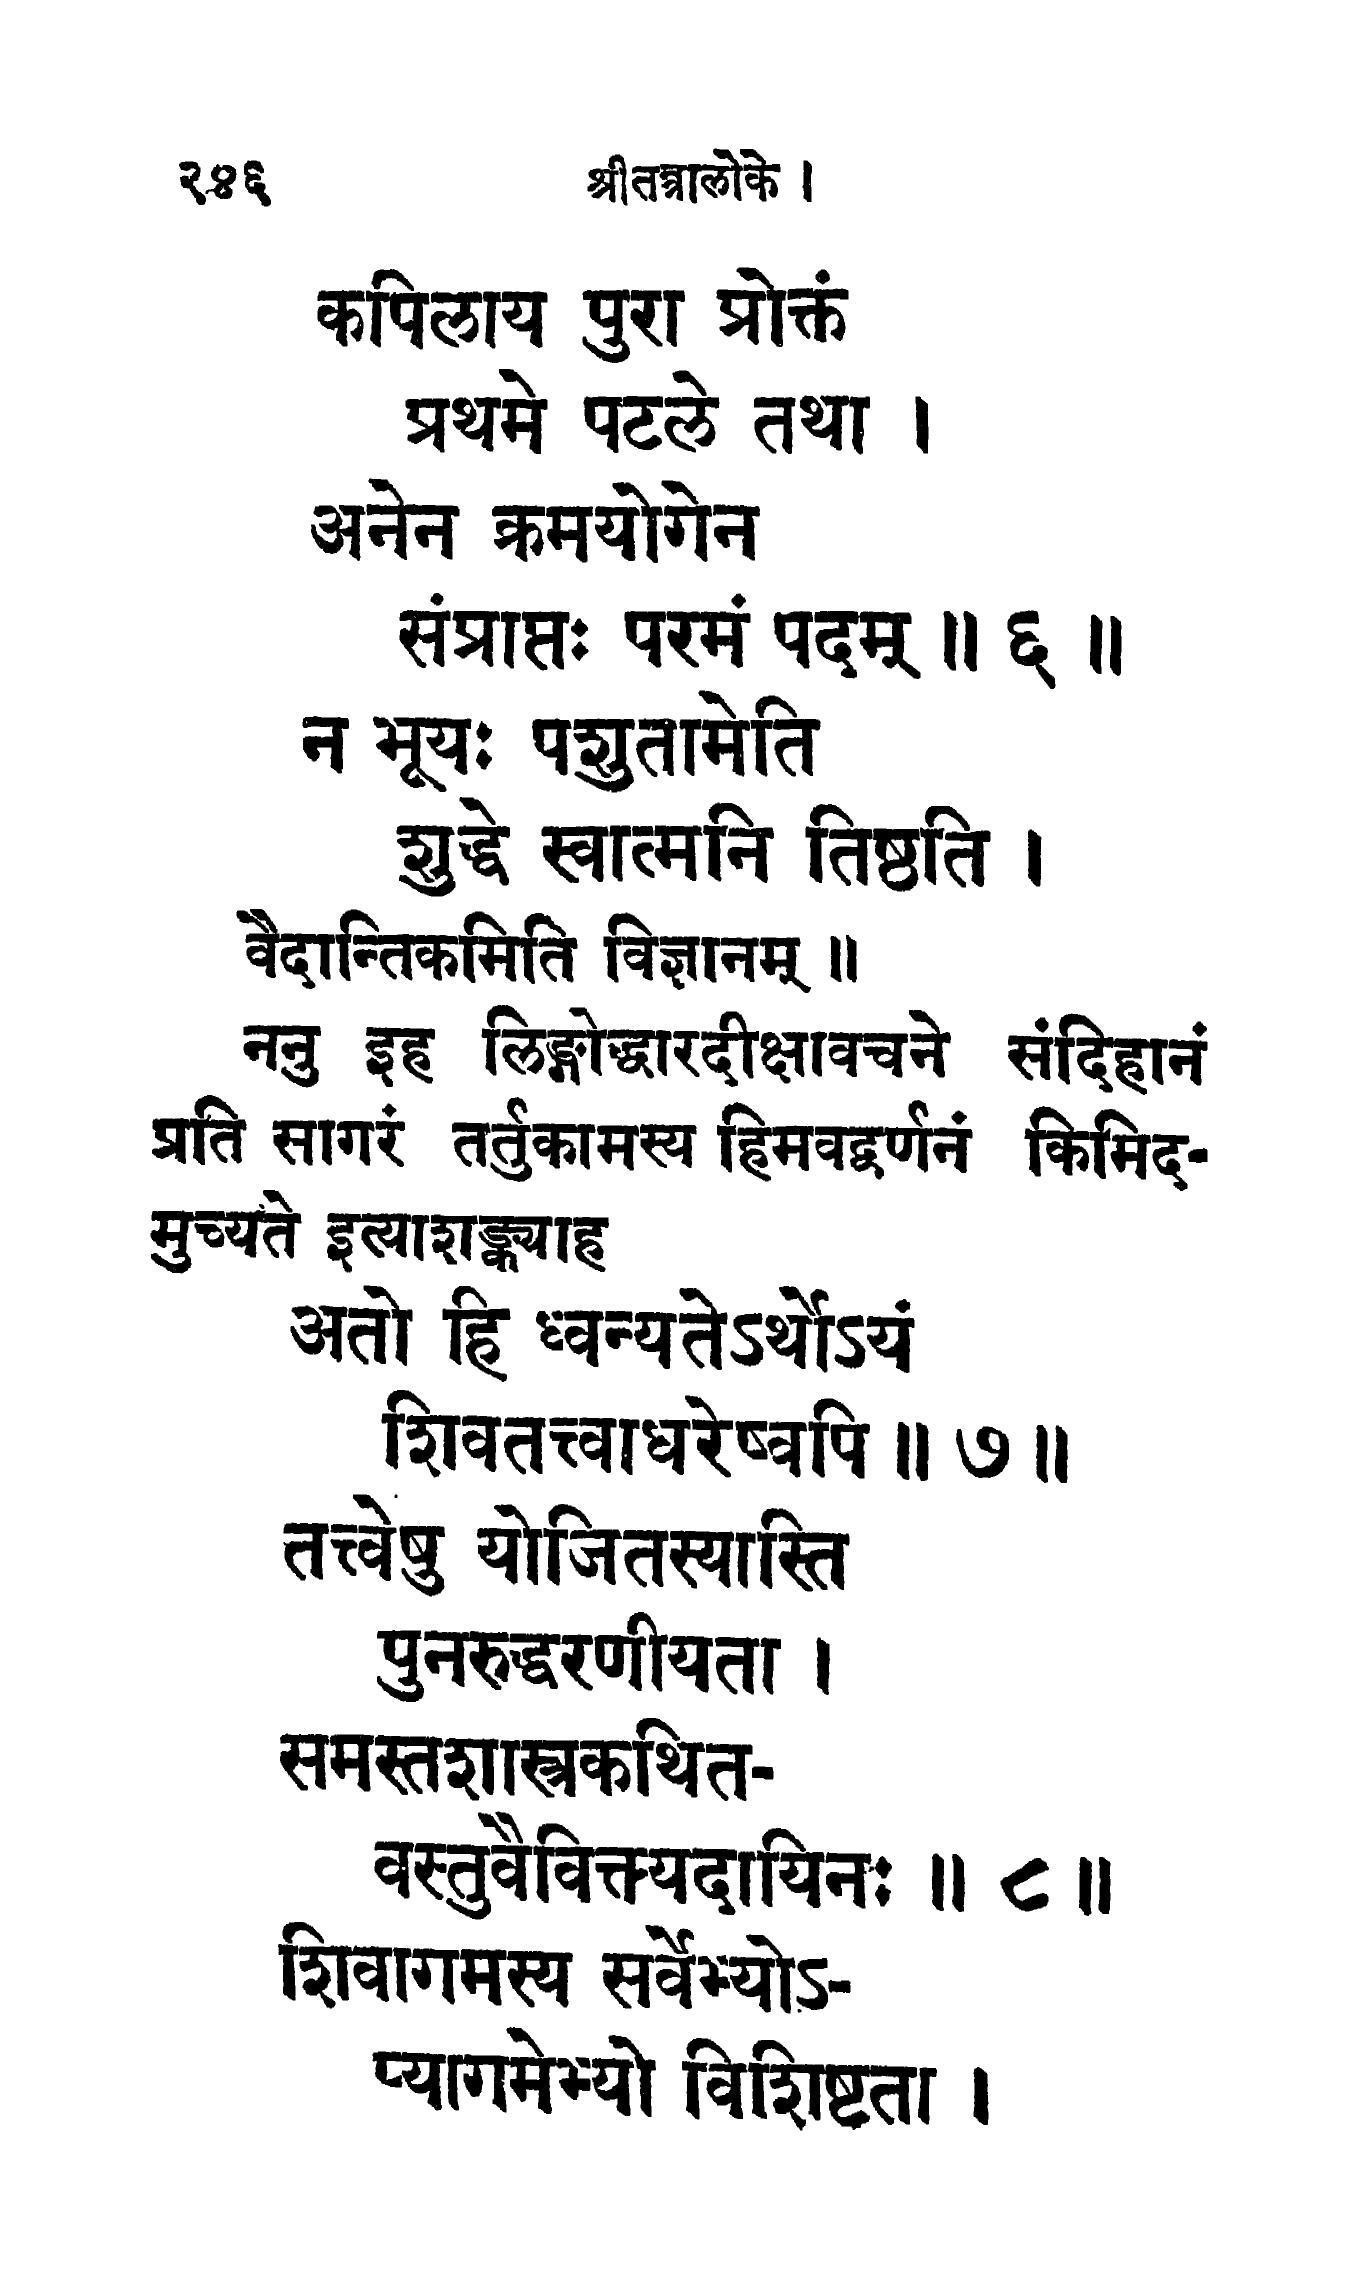 २४६ श्रीतन्त्रालोके ।
कपिलाय पुरा प्रोक्तं
प्रथमे पटले तथा ।
अनेन क्रमयोगेन
संप्राप्तः परमं पदम् ॥ ६ ॥
न भूयः पशुतामेति
शुद्धे स्वात्मनि तिष्ठति ।
वैदान्तिकमिति विज्ञानम् ॥
ननु इह लिङ्गोद्धारदीक्षावचने संदिहानं
प्रति सागरं तर्तुकामस्य हिमवद्वर्णनं किमिद-
मुच्यते इत्याशङ्क्याह
अतो हि ध्वन्यतेऽर्थोऽयं
शिवतत्त्वाधरेष्वपि ॥ ७ ॥
तत्त्वेषु योजितस्यास्ति
पुनरुद्धरणीयता ।
समस्तशास्त्रकथित-
वस्तुवैविक्त्यदायिनः ॥ ८ ॥
शिवागमस्य सर्वेभ्योऽ-
प्यागमेभ्यो विशिष्टता ।